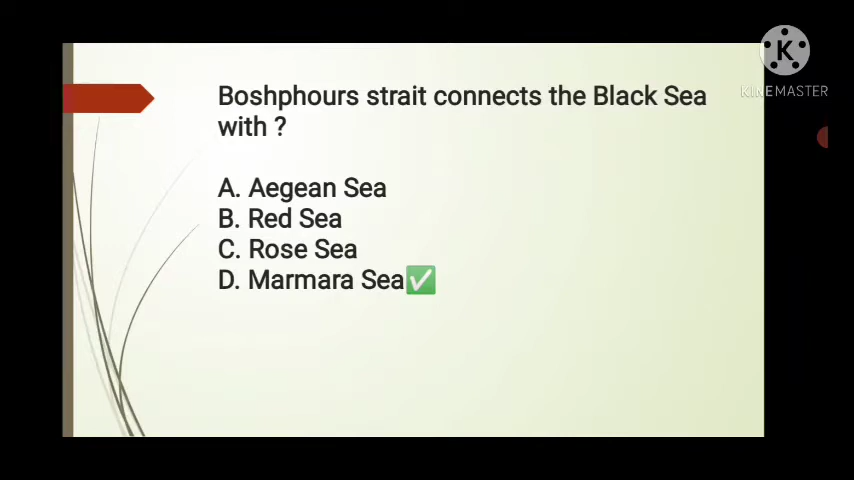 Boshphours strait connects the Black Sea
with ?
A. Aegean Sea
B. Red Sea
C. Rose Sea
D. Marmara Sea✅
K
KINEMASTER